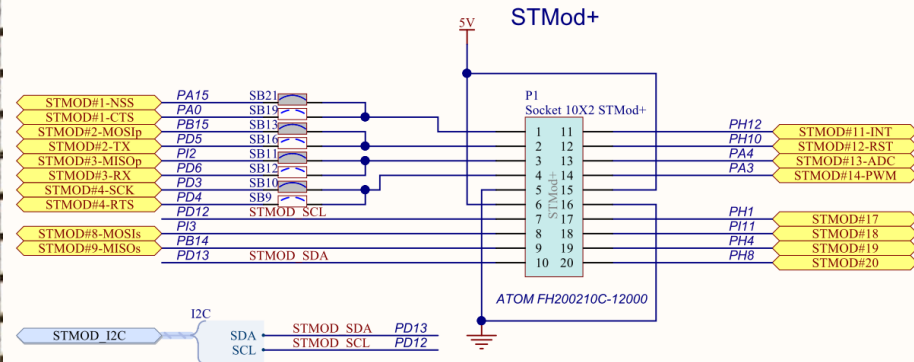 STMod+
5V
P1
Socket 10X2 STMod+
STMOD#1-NSS PA15 SB21
STMOD#1-CTS PA0 SB19
STMOD#2-MOSIp PB15 SB13 1 11 PH12 STMOD#11-INT
STMOD#2-TX PD5 SB16 2 12 PH10 STMOD#12-RST
STMOD#3-MISOp PI2 SB11 3 13 PA4 STMOD#13-ADC
STMOD#3-RX PD6 SB12 4 14 PA3 STMOD#14-PWM
STMOD#4-SCK PD3 SB10 5 15
STMOD#4-RTS PD4 SB9 6 16
PD12 STMOD_SCL 7 17 PH1 STMOD#17
STMOD#8-MOSIs PI3 8 18 PI11 STMOD#18
STMOD#9-MISOs PB14 9 19 PH4 STMOD#19
PD13 STMOD_SDA 10 20 PH8 STMOD#20
STMod+
ATOM FH200210C-12000
I2C
STMOD_I2C SDA STMOD_SDA PD13
SCL STMOD_SCL PD12